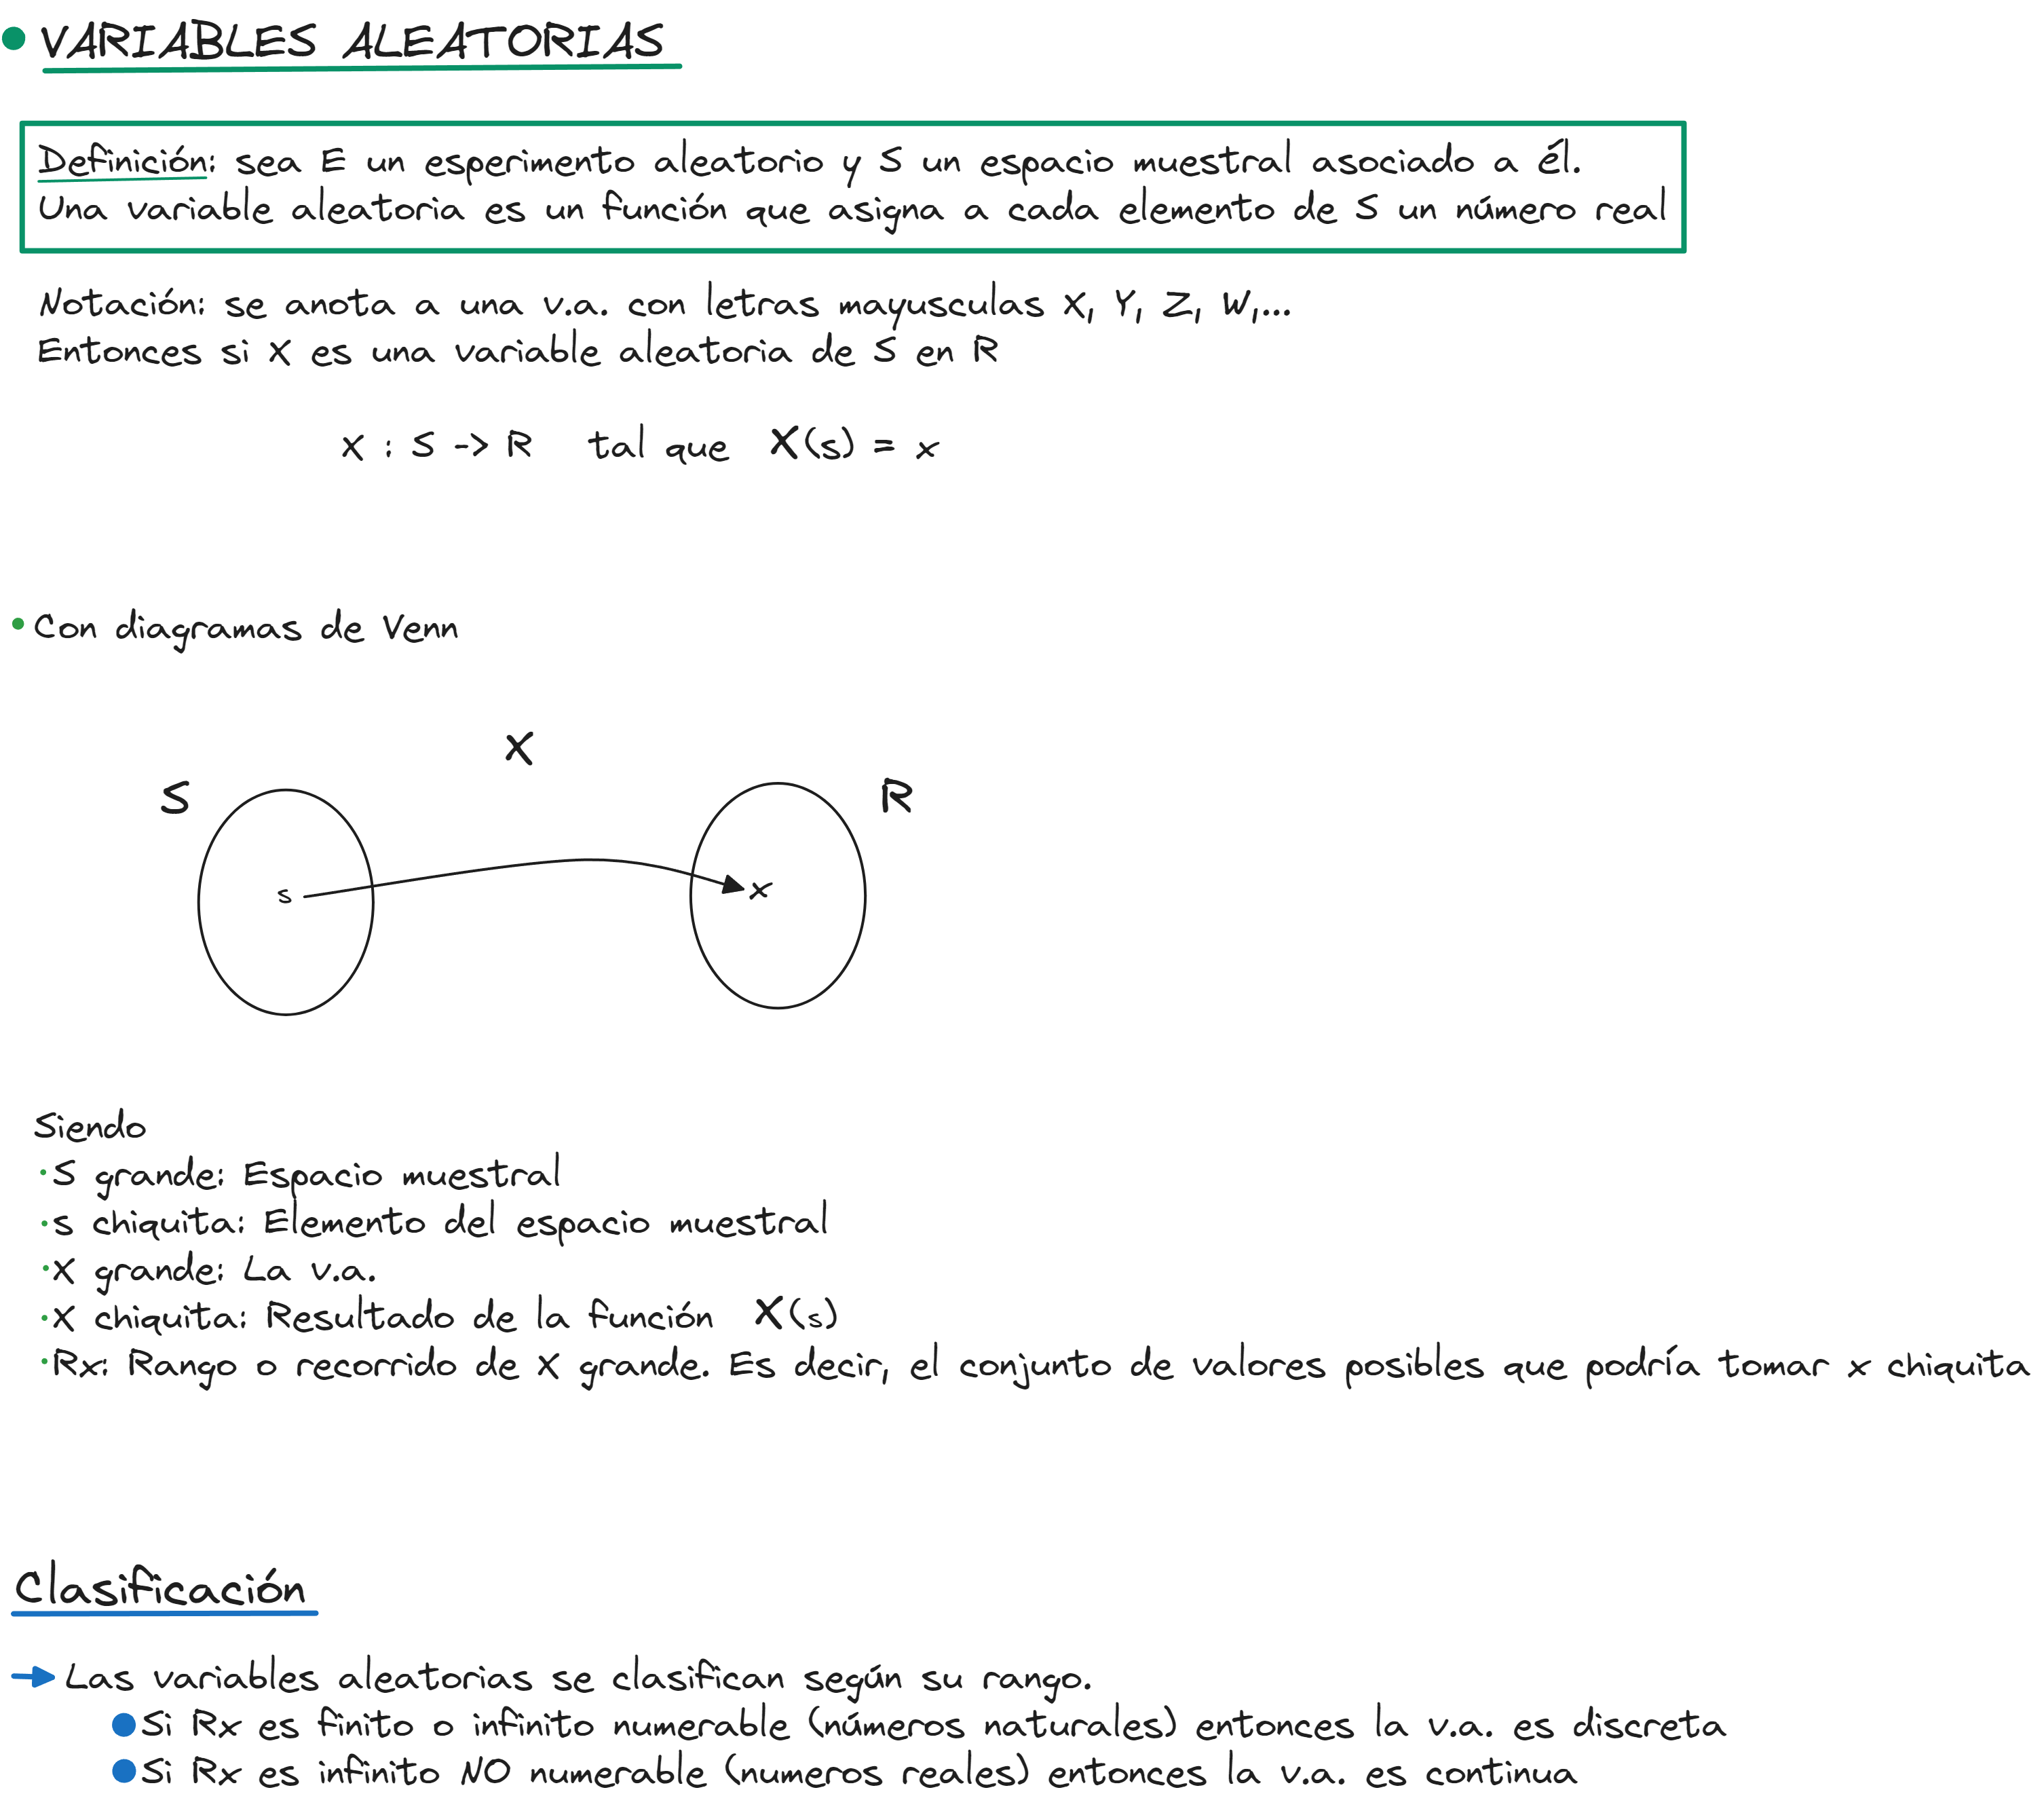 VARIABLES ALEATORIAS
Definición: sea E un esperimento aleatorio y S un espacio muestral asociado a él.
Una variable aleatoria es un función que asigna a cada elemento de S un número real
Notación: se anota a una v.a. con letras mayusculas X, Y, Z, W,...
Entonces si X es una variable aleatoria de S en R
X : S -> R tal que X(s) = x
Con diagramas de Venn
X
S
R
s
x
Siendo
S grande: Espacio muestral
s chiquita: Elemento del espacio muestral
X grande: La v.a.
X chiquita: Resultado de la función X(s)
Rx: Rango o recorrido de X grande. Es decir, el conjunto de valores posibles que podría tomar x chiquita
Clasificación
Las variables aleatorias se clasifican según su rango.
Si Rx es finito o infinito numerable (números naturales) entonces la v.a. es discreta
Si Rx es infinito NO numerable (numeros reales) entonces la v.a. es continua